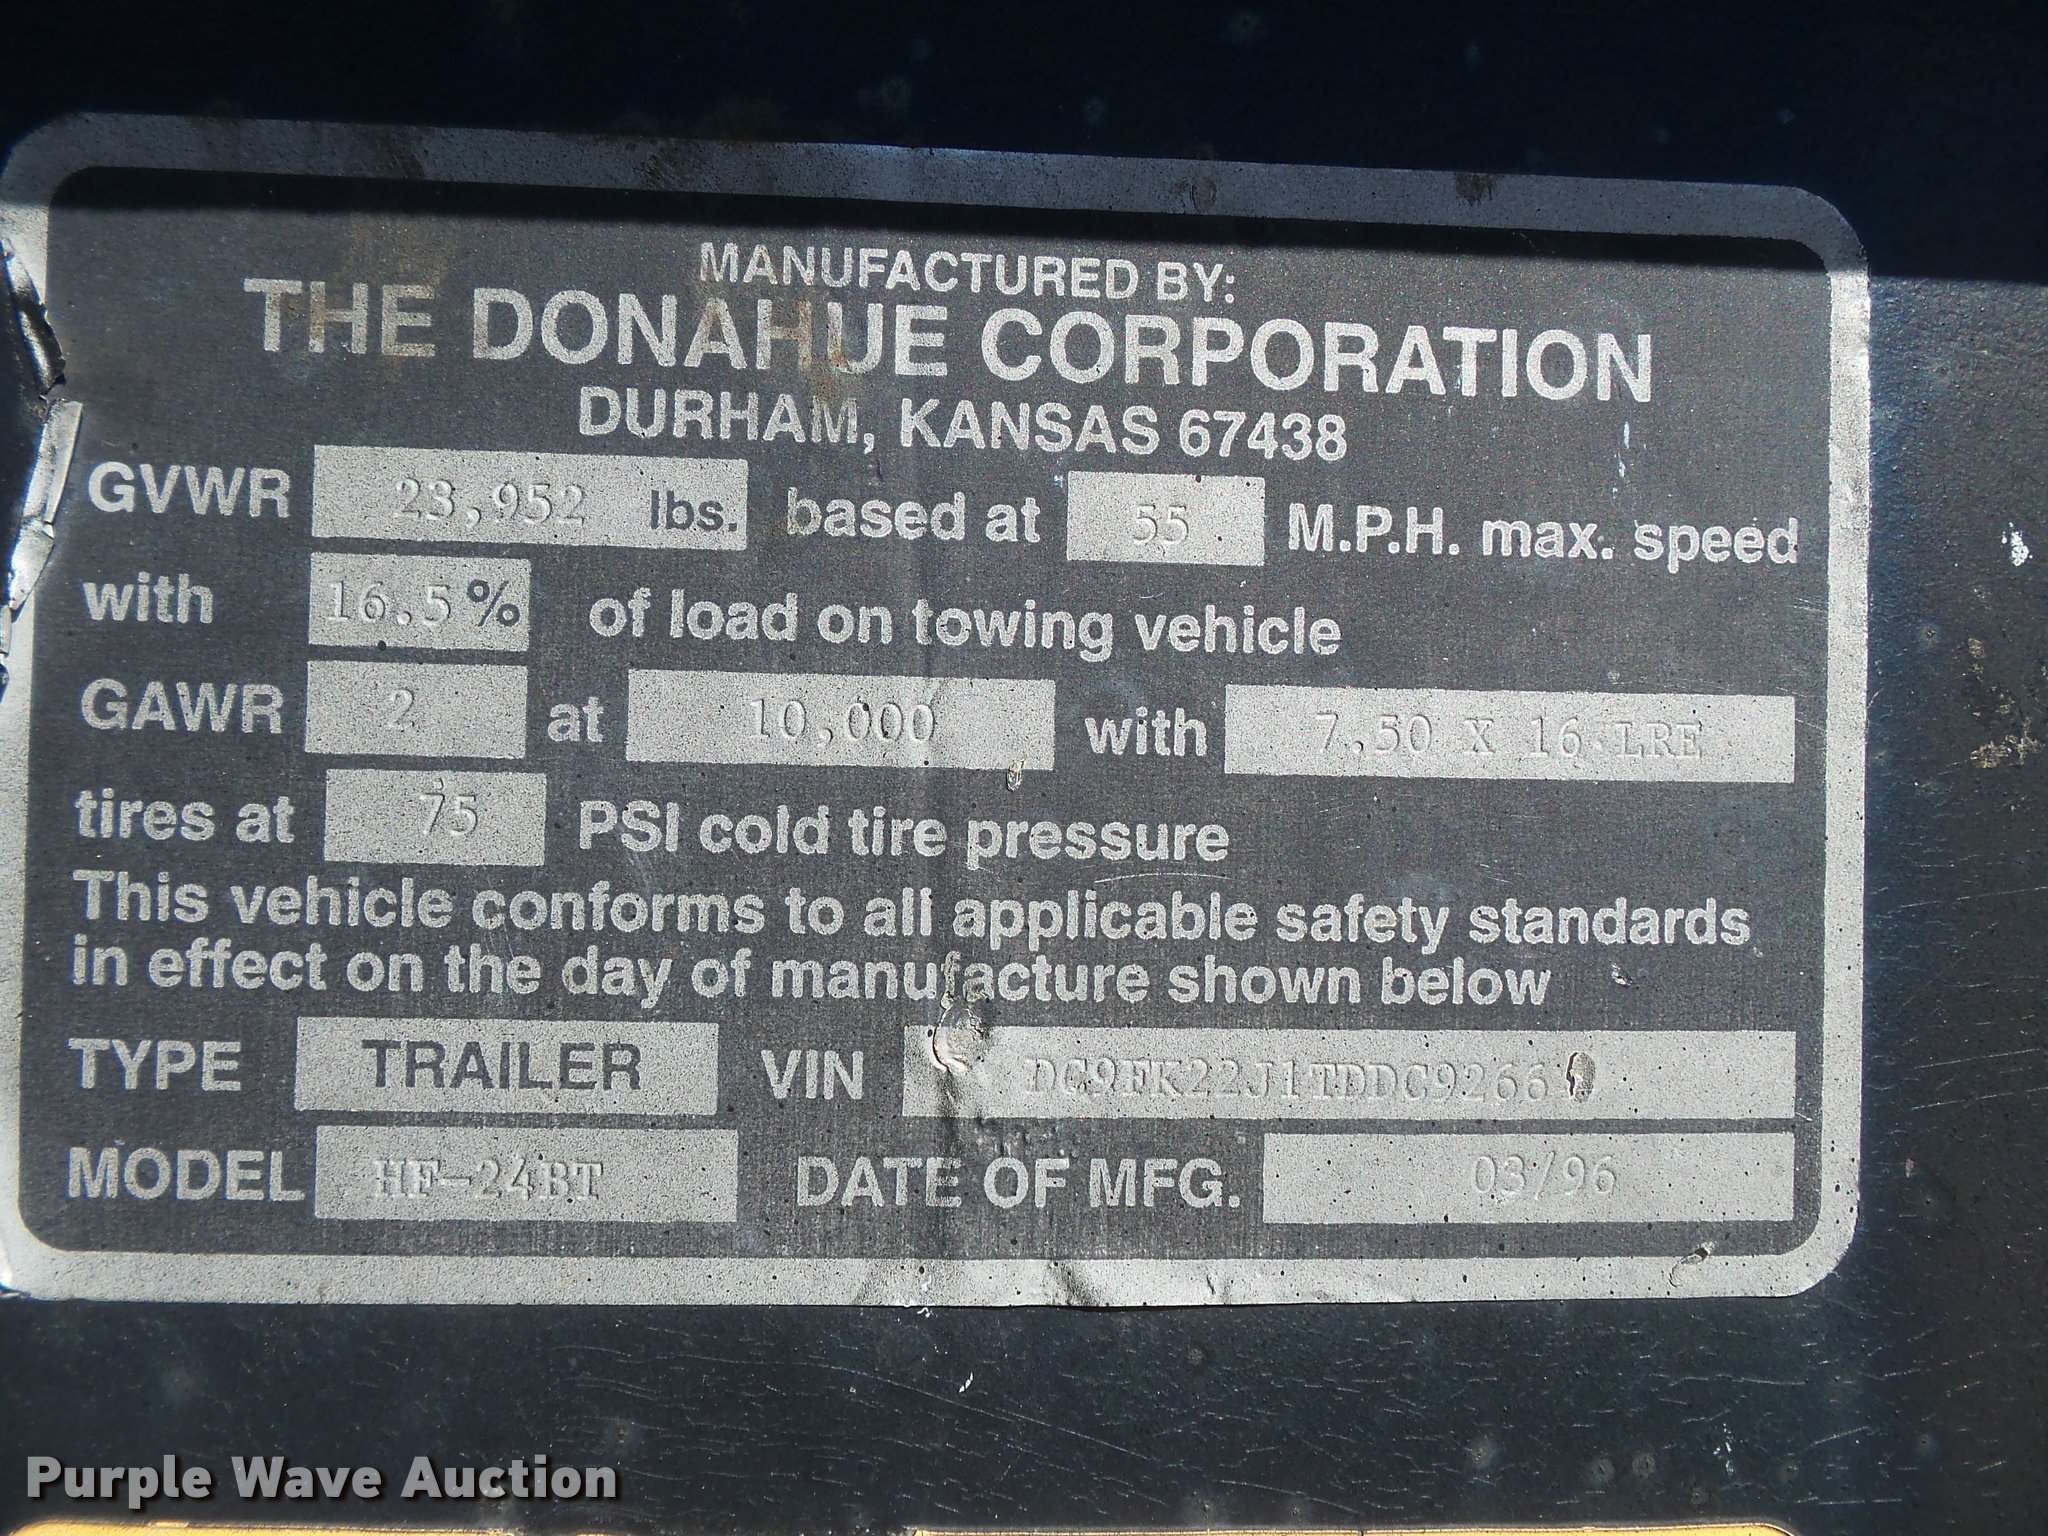 MANUFACTURED BY:
THE DONAHUE CORPORATION
DURHAM, KANSAS 67438
GVWR 23,952 lbs. based at 55 M.P.H. max. speed
with 16.5% of load on towing vehicle
GAWR 2 at 10,000 with 7.50 X 16 LRE
tires at 75 PSI cold tire pressure
This vehicle conforms to all applicable safety standards
in effect on the day of manufacture shown below
TYPE TRAILER VIN
MODEL HF-24BT DATE OF MFG. 03/96
Purple Wave Auction